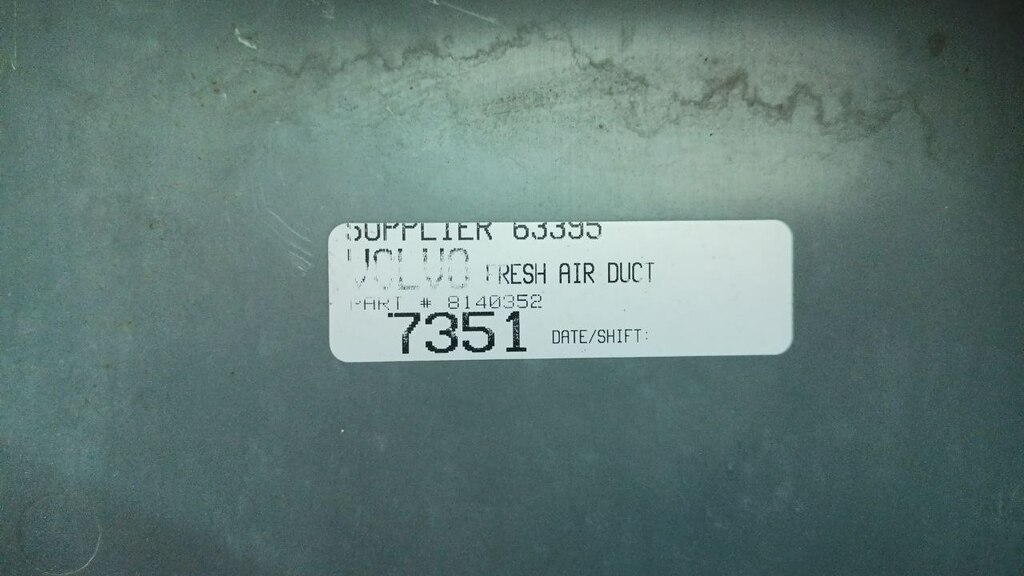 SUPPLIER 63395
VOLVO FRESH AIR DUCT
PART # 8140352
7351 DATE/SHIFT: